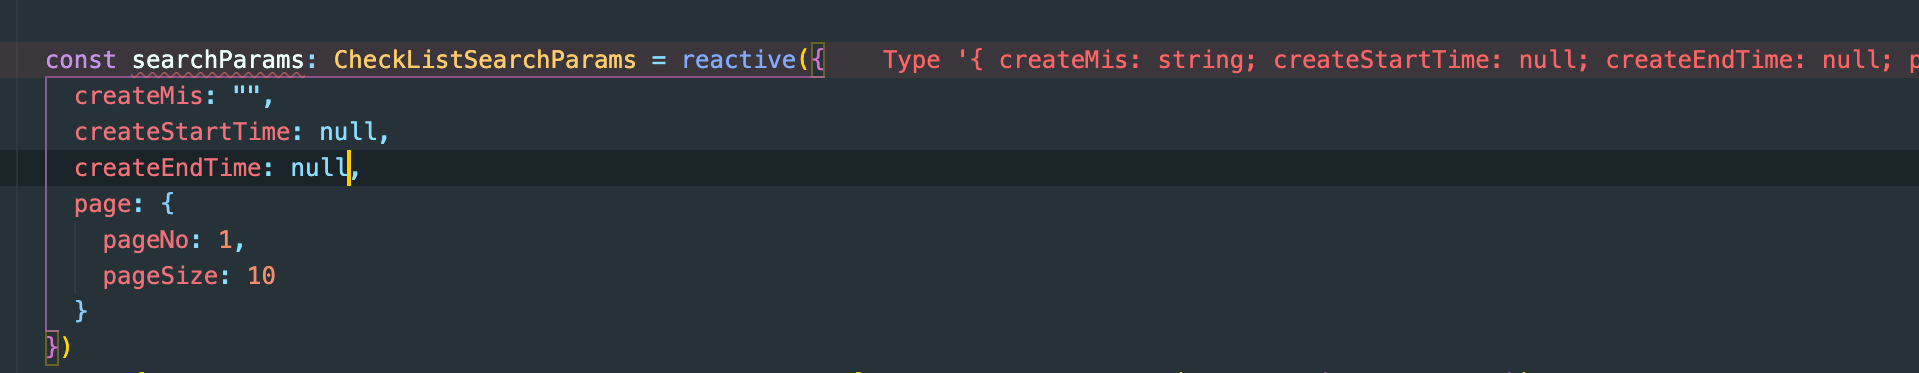 const searchParams: CheckListSearchParams = reactive({    Type '{ createMis: string; createStartTime: null; createEndTime: null; p
  createMis: "",
  createStartTime: null,
  createEndTime: null,
  page: {
    pageNo: 1,
    pageSize: 10
  }
})